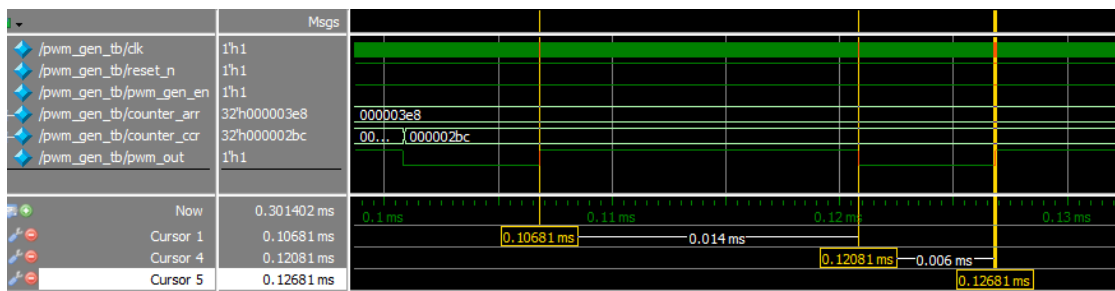 Msgs
/pwm_gen_tb/clk 1'h1
/pwm_gen_tb/reset_n 1'h1
/pwm_gen_tb/pwm_gen_en 1'h1
/pwm_gen_tb/counter_arr 32'h000003e8 000003e8
/pwm_gen_tb/counter_ccr 32'h000002bc 00... 000002bc
/pwm_gen_tb/pwm_out 1'h1
Now 0.301402 ms 0.1 ms 0.11 ms 0.12 ms 0.13 ms
Cursor 1 0.10681 ms 0.10681 ms 0.014 ms
Cursor 4 0.12081 ms 0.12081 ms 0.006 ms
Cursor 5 0.12681 ms 0.12681 ms